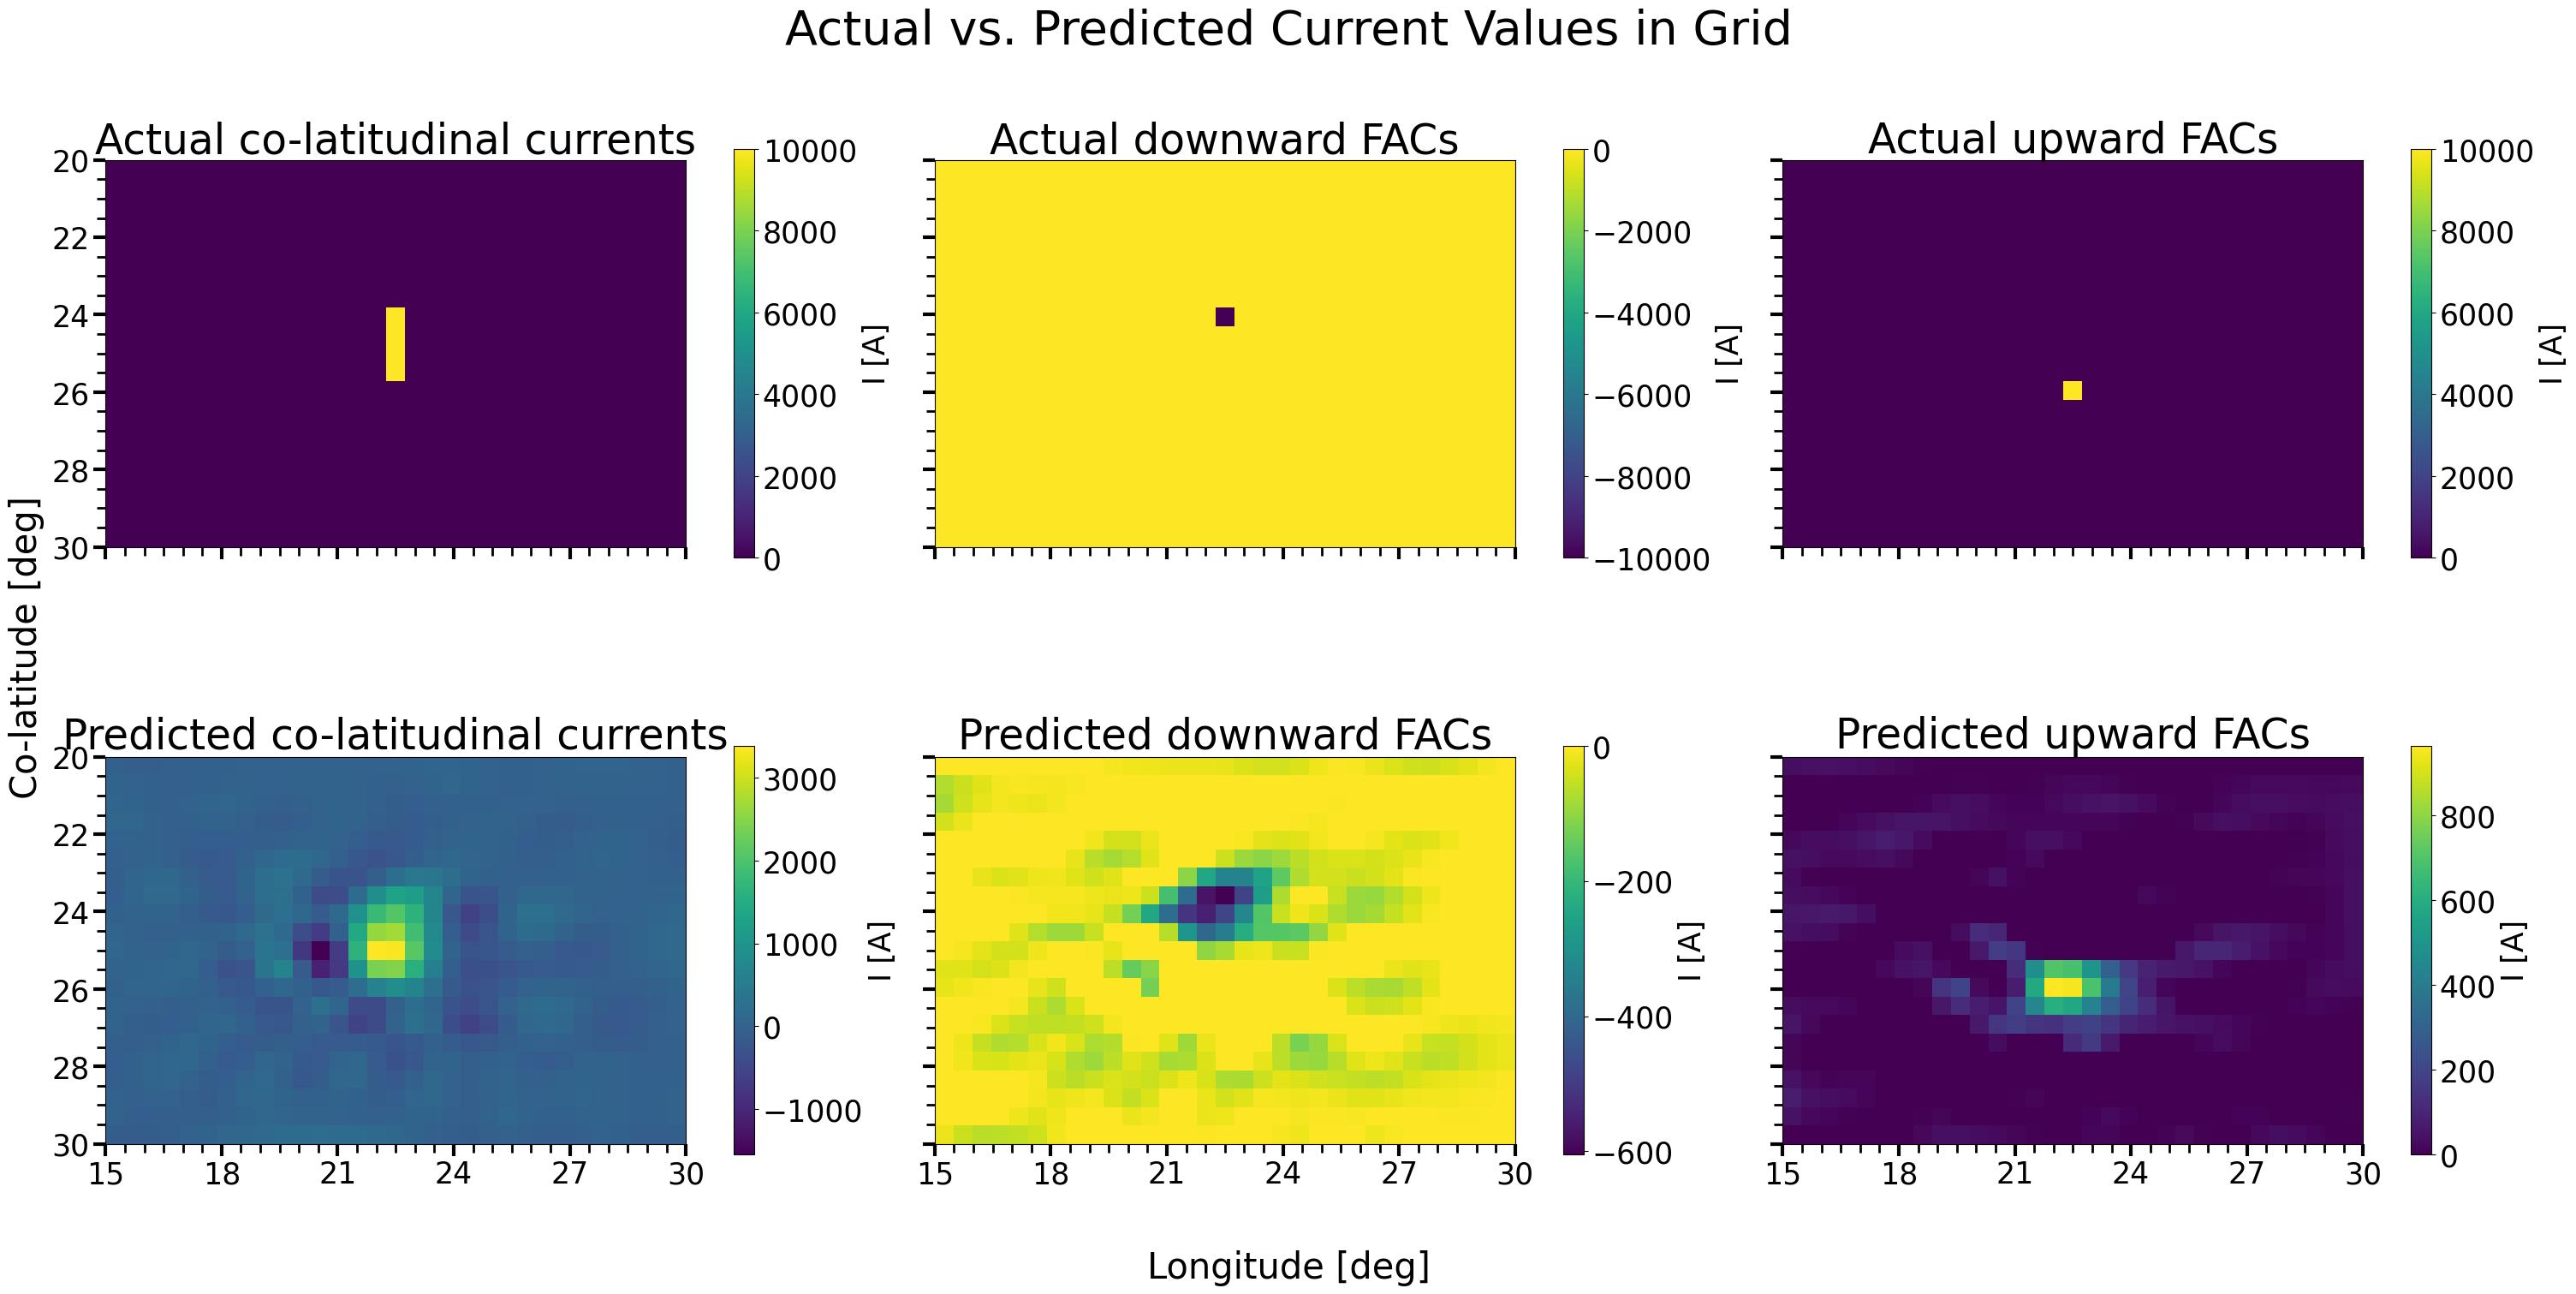 Actual vs. Predicted Current Values in Grid
Actual co-latitudinal currents
Actual downward FACs
Actual upward FACs
20
22
24
26
28
30
10000
8000
6000
4000
2000
0
I [A]
0
−2000
−4000
−6000
−8000
−10000
I [A]
10000
8000
6000
4000
2000
0
I [A]
Co-latitude [deg]
Predicted co-latitudinal currents
Predicted downward FACs
Predicted upward FACs
20
22
24
26
28
30
15 18 21 24 27 30
3000
2000
1000
0
−1000
I [A]
15 18 21 24 27 30
0
−200
−400
−600
I [A]
15 18 21 24 27 30
800
600
400
200
0
I [A]
Longitude [deg]